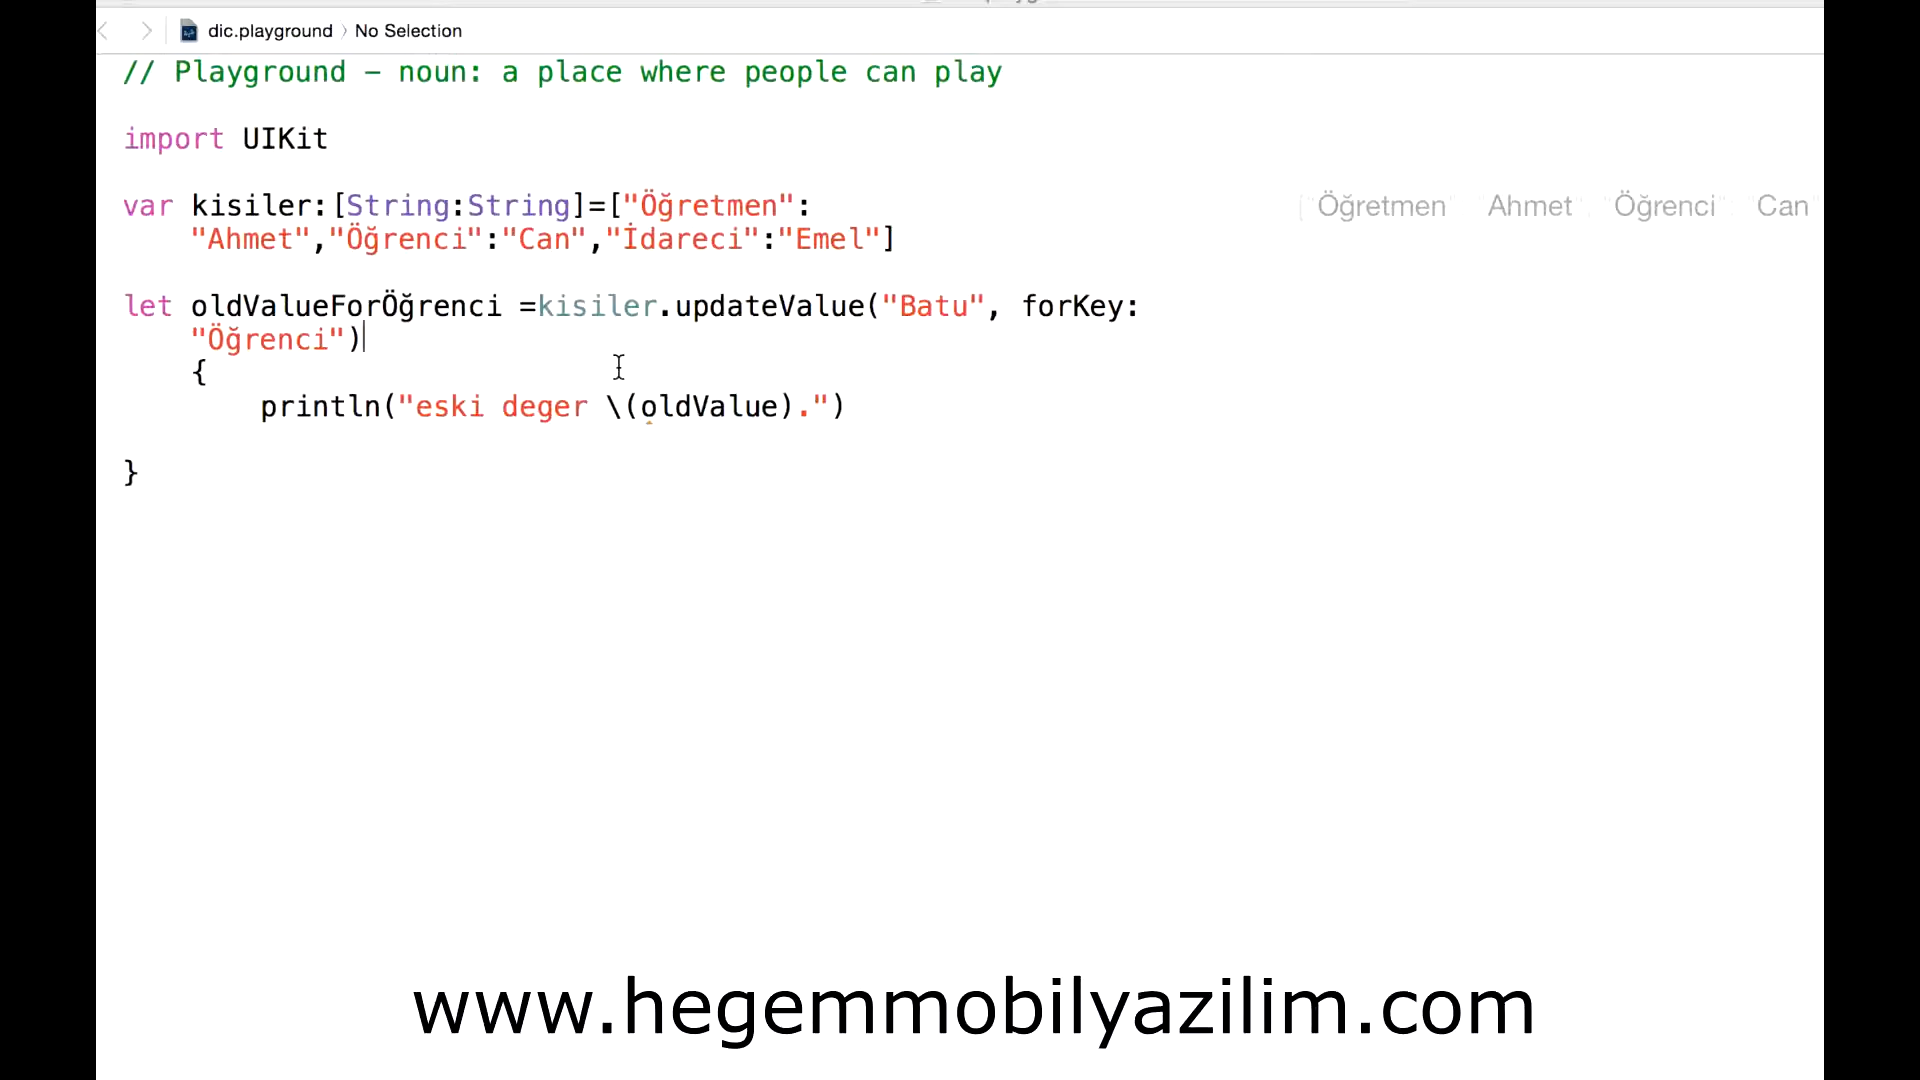 dic.playground 〉 No Selection
// Playground – noun: a place where people can play
import UIKit
var kisiler:[String:String]=["Öğretmen":
"Ahmet","Öğrenci":"Can","İdareci":"Emel"]
["Öğretmen": "Ahmet", "Öğrenci": "Can"
let oldValueForÖğrenci =kisiler.updateValue("Batu", forKey:
"Öğrenci")
{
println("eski deger \(oldValue).")
}
www.hegemmobilyazilim.com